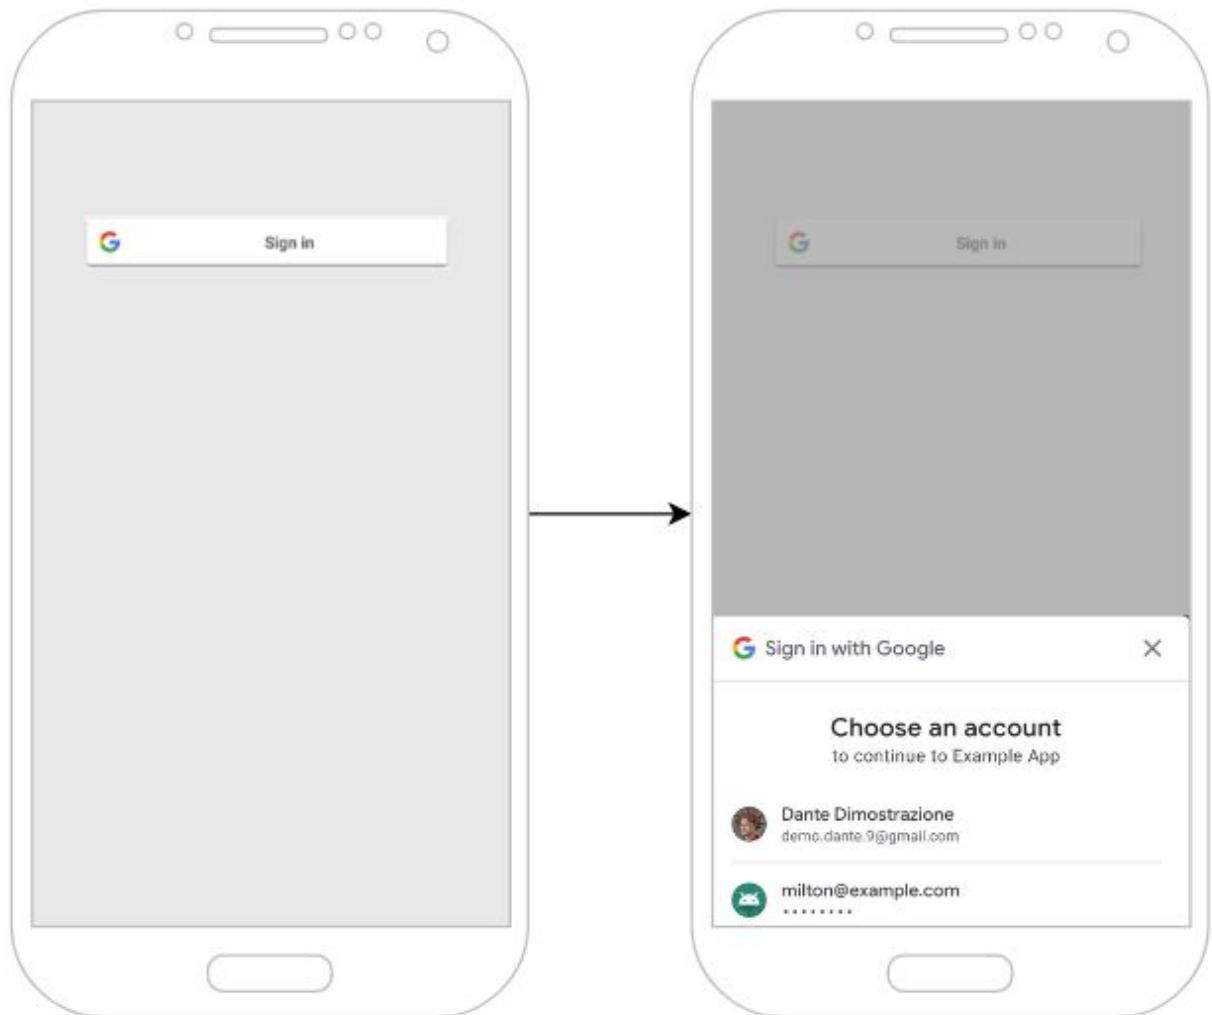 Sign in
Sign in
Sign in with Google
Choose an account
to continue to Example App
Dante Dimostrazione
demo.dante.9@gmail.com
milton@example.com
••••••••